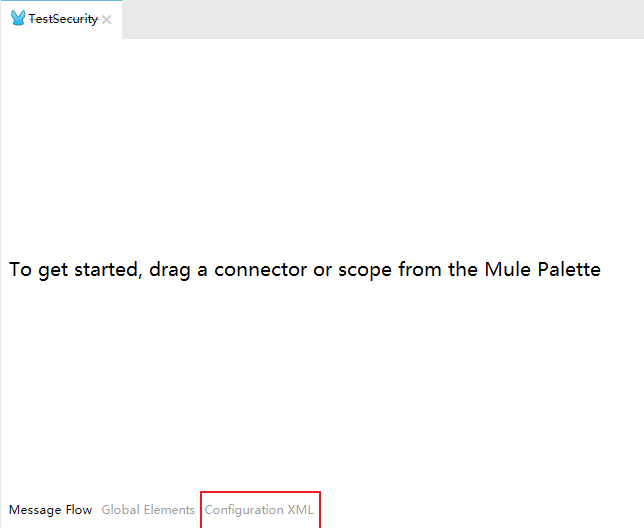 TestSecurity
To get started, drag a connector or scope from the Mule Palette
Message Flow Global Elements Configuration XML